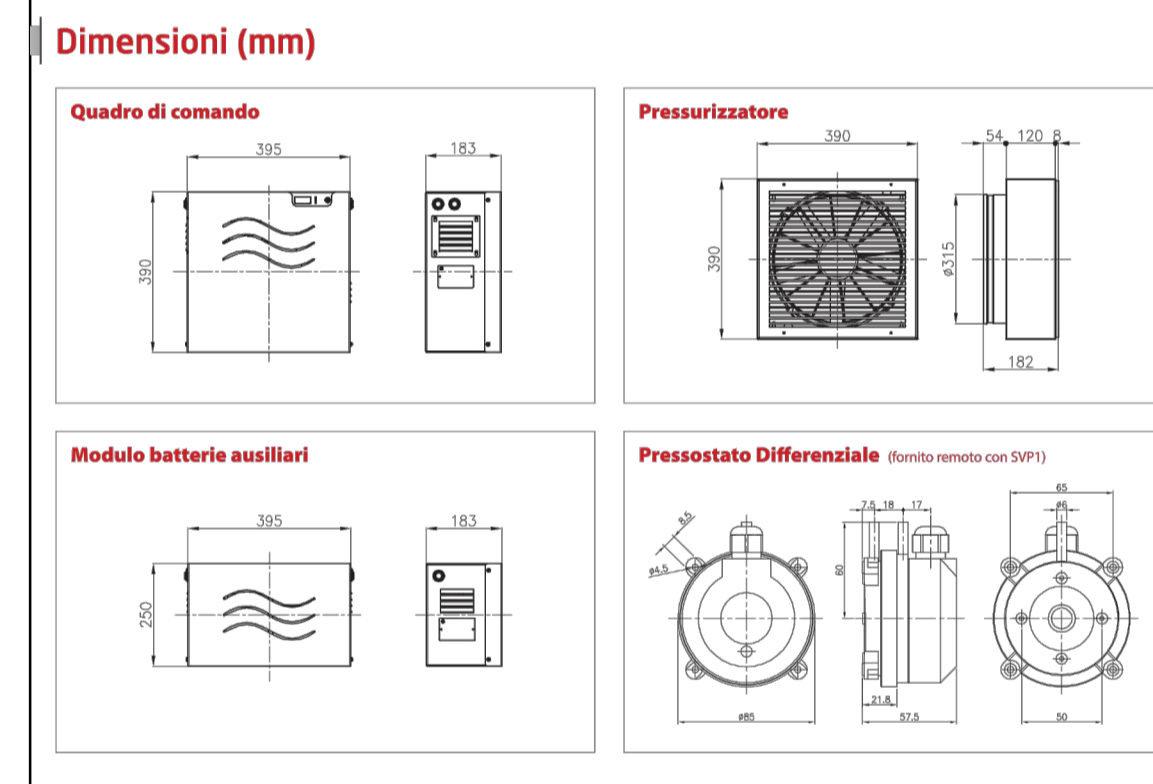 Dimensioni (mm)
Quadro di comando
395
183
390
Pressurizzatore
390
54 120 8
390
ø315
182
Modulo batterie ausiliari
395
183
250
Pressostato Differenziale (fornito remoto con SVP1)
8.5
ø4.5
ø85
7.5 18 17
60
21.8
57.5
65
ø6
50